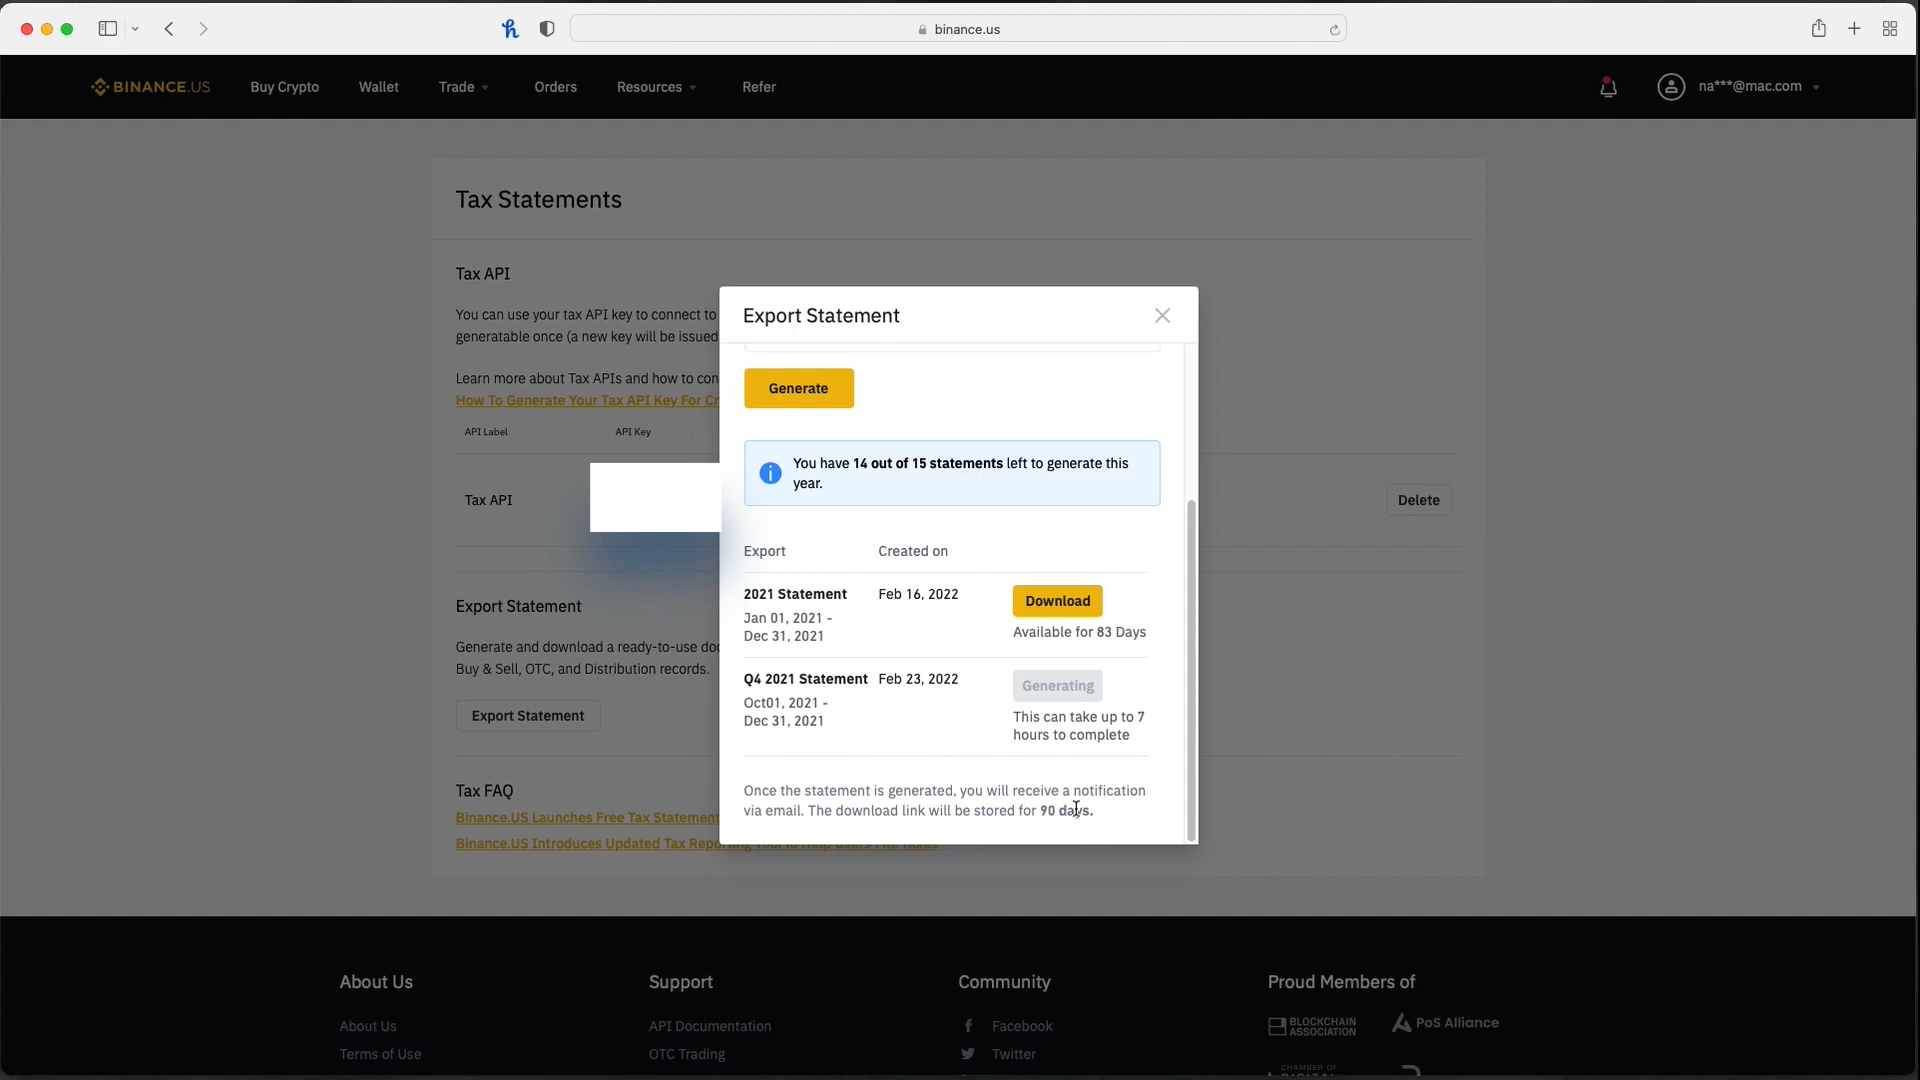 binance.us
BINANCE.US
Buy Crypto
Wallet
Trade
Orders
Resources
Refer
na***@mac.com
Tax Statements
Tax API
You can use your tax API key to connect to
generatable once (a new key will be issued
Learn more about Tax APIs and how to con
How To Generate Your Tax API Key For Cr
API Label
API Key
Tax API
Delete
Export Statement
Generate and download a ready-to-use do
Buy & Sell, OTC, and Distribution records.
Export Statement
Tax FAQ
Binance.US Launches Free Tax Statement
Binance.US Introduces Updated Tax Reporting Tool to Help Users File Taxes
Export Statement
Generate
You have 14 out of 15 statements left to generate this
year.
Export
Created on
2021 Statement
Feb 16, 2022
Download
Jan 01, 2021 -
Dec 31, 2021
Available for 83 Days
Q4 2021 Statement
Feb 23, 2022
Generating
Oct01, 2021 -
Dec 31, 2021
This can take up to 7
hours to complete
Once the statement is generated, you will receive a notification
via email. The download link will be stored for 90 days.
About Us
Support
Community
Proud Members of
About Us
API Documentation
Facebook
BLOCKCHAIN
ASSOCIATION
PoS Alliance
Terms of Use
OTC Trading
Twitter
CHAMBER OF